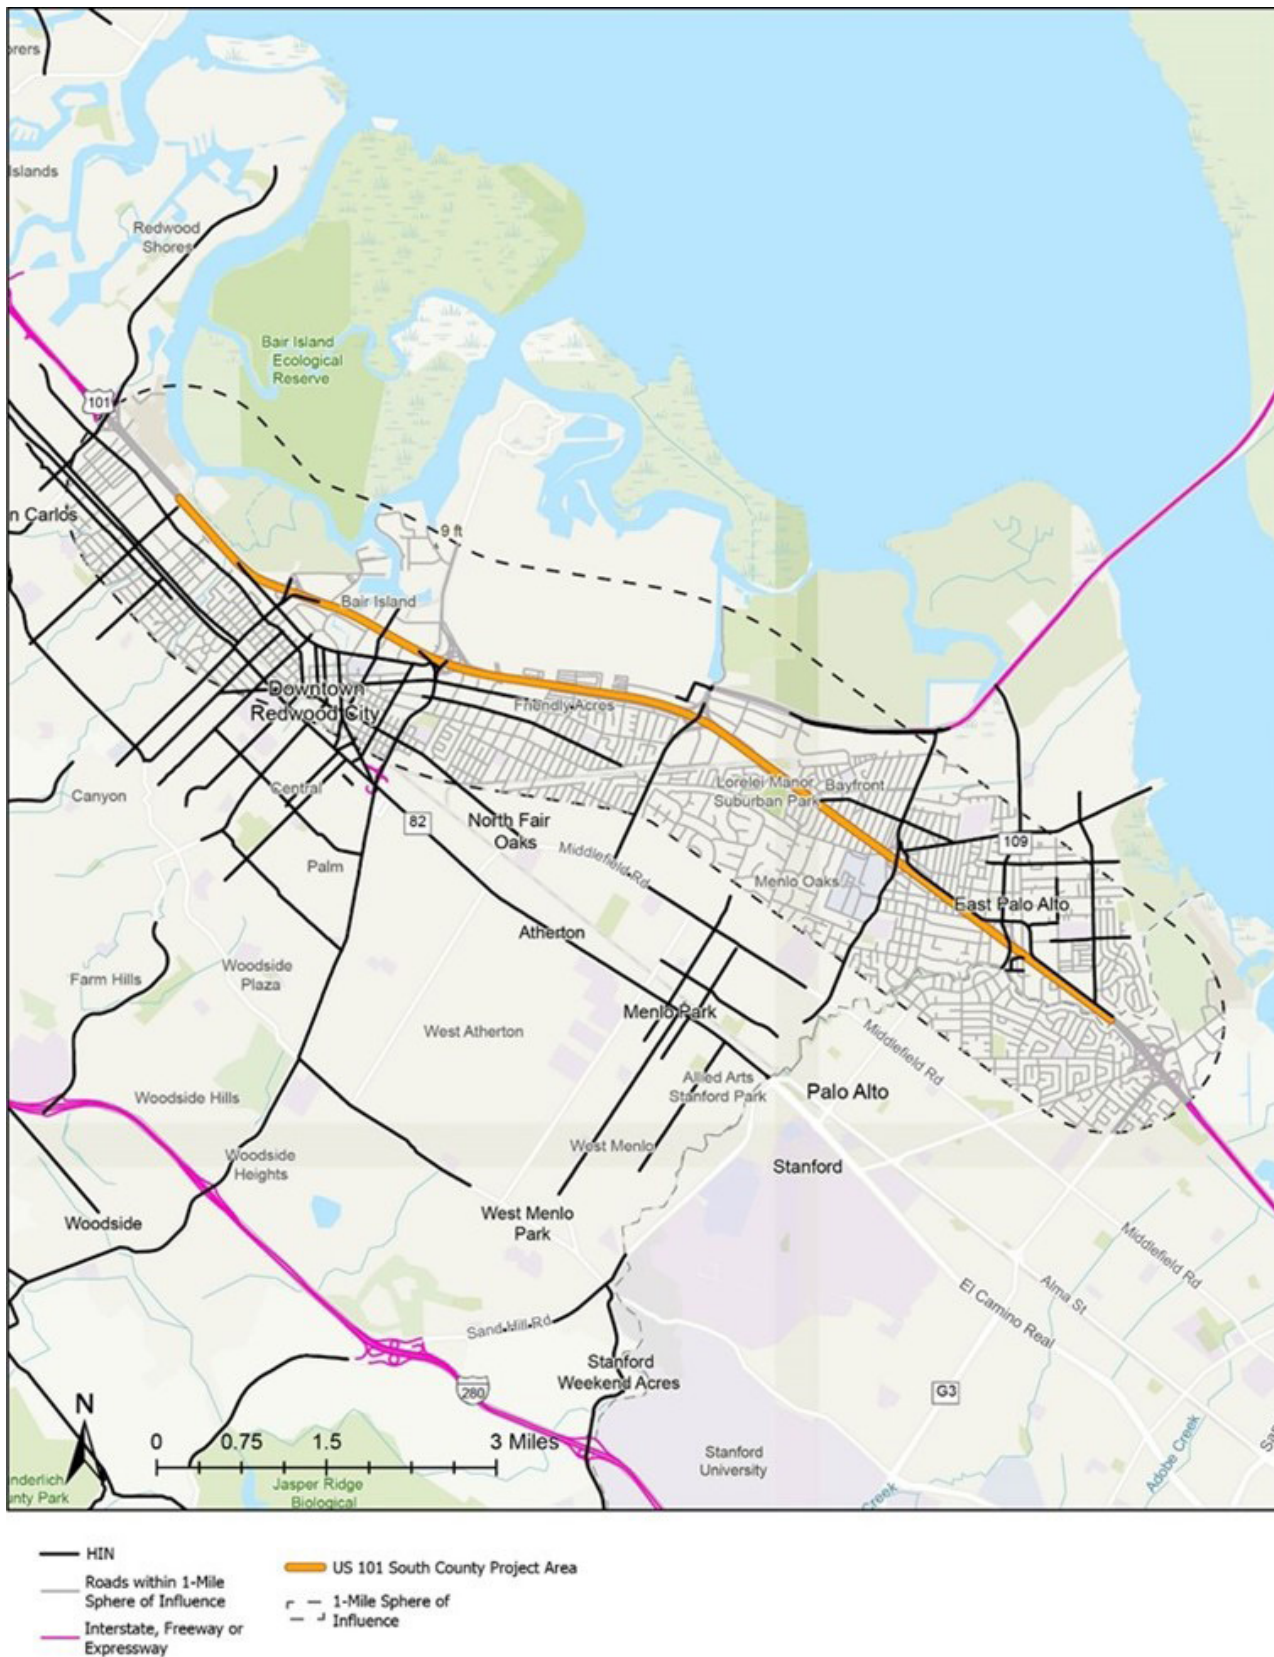 orers
Islands
Redwood
Shores
Bair Island
Ecological
Reserve
101
n Carlos
9 ft
Bair Island
Downtown
Redwood City
Friendly Acres
Canyon
Central
82
North Fair
Oaks
Middlefield Rd
Lorelei Manor
Suburban Park
Bayfront
109
Palm
Menlo Oaks
East Palo Alto
Atherton
Farm Hills
Woodside
Plaza
West Atherton
Menlo Park
Middlefield Rd
Woodside Hills
Allied Arts
Stanford Park
Palo Alto
Woodside
Heights
West Menlo
Stanford
Woodside
West Menlo
Park
Middlefield Rd
Alma St
El Camino Real
Sand Hill Rd
Stanford
Weekend Acres
280
G3
N
0 0.75 1.5 3 Miles
Stanford
University
Adobe Creek
San
nderlich
unty Park
Jasper Ridge
Biological
Creek
HIN
Roads within 1-Mile
Sphere of Influence
Interstate, Freeway or
Expressway
US 101 South County Project Area
1-Mile Sphere of
Influence